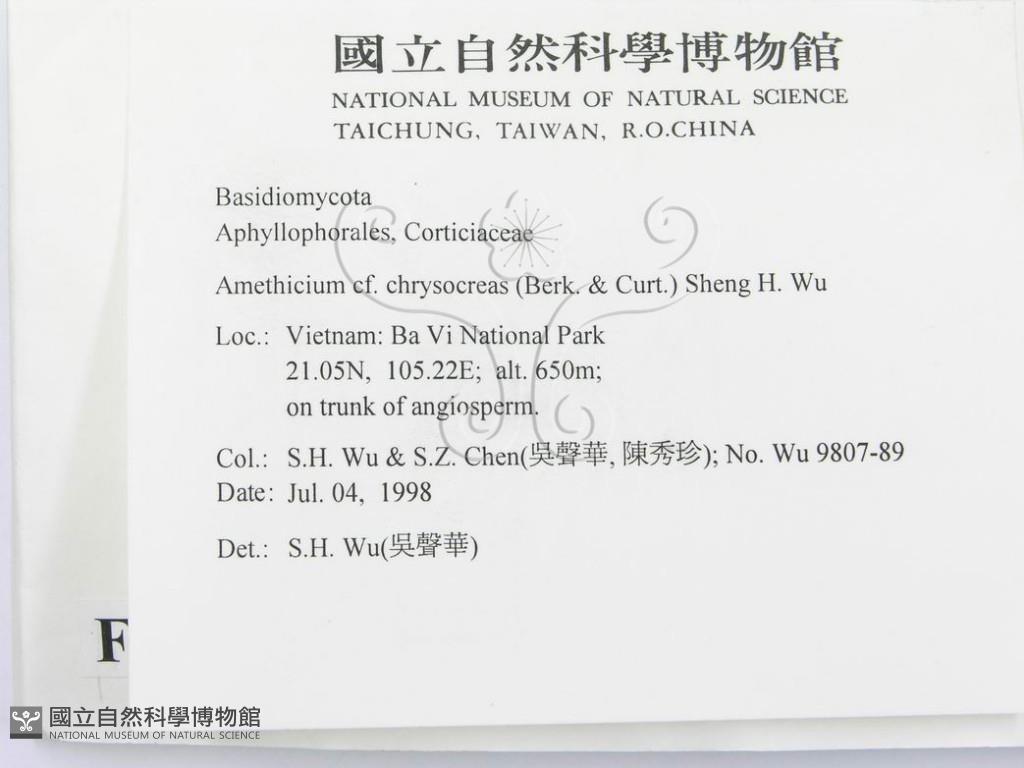 國立自然科學博物館
NATIONAL MUSEUM OF NATURAL SCIENCE
TAICHUNG, TAIWAN, R.O.CHINA
Basidiomycota
Aphyllophorales, Corticiaceae
Amethicium cf. chrysocreas (Berk. & Curt.) Sheng H. Wu
Loc.: Vietnam: Ba Vi National Park
21.05N, 105.22E; alt. 650m;
on trunk of angiosperm.
Col.: S.H. Wu & S.Z. Chen(吳聲華, 陳秀珍); No. Wu 9807-89
Date: Jul. 04, 1998
Det.: S.H. Wu(吳聲華)
F
國立自然科學博物館
NATIONAL MUSEUM OF NATURAL SCIENCE